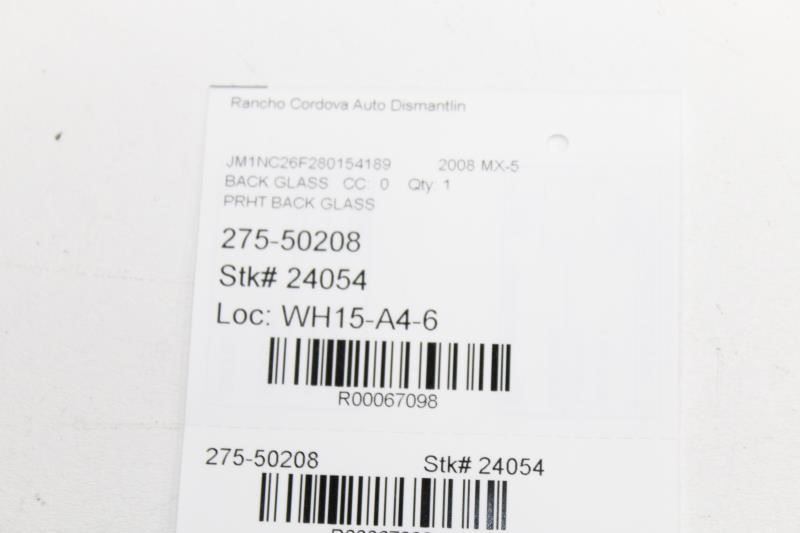 Rancho Cordova Auto Dismantlin
JM1NC26F280154189 2008 MX-5
BACK GLASS CC: 0 Qty: 1
PRHT BACK GLASS
275-50208
Stk# 24054
Loc: WH15-A4-6
R00067098
275-50208 Stk# 24054